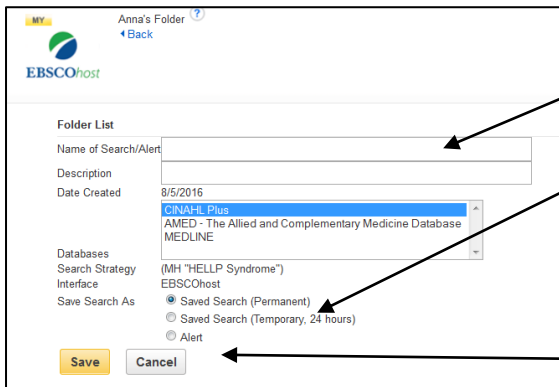 MY
Anna's Folder ?
Back
EBSCOhost
Folder List
Name of Search/Alert
Description
Date Created 8/5/2016
CINAHL Plus
AMED - The Allied and Complementary Medicine Database
MEDLINE
Databases
Search Strategy (MH "HELLP Syndrome")
Interface EBSCOhost
Save Search As Saved Search (Permanent)
Saved Search (Temporary, 24 hours)
Alert
Save Cancel